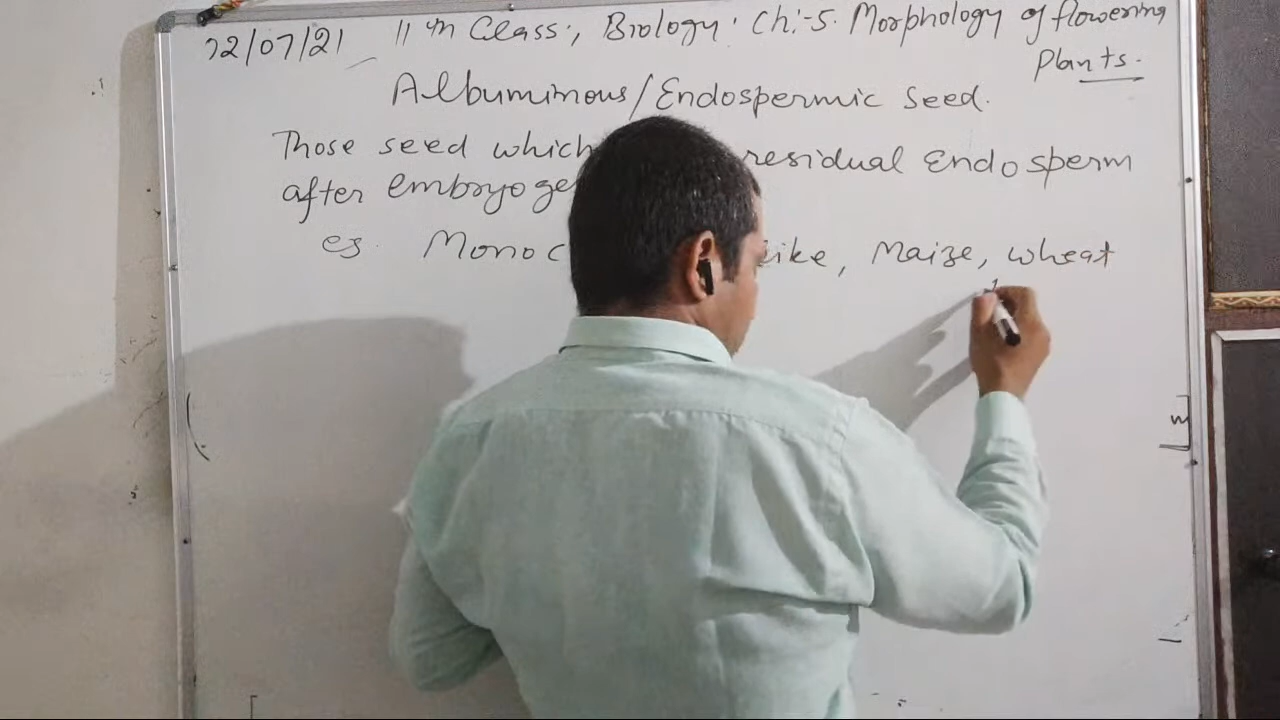 12/07/21 11th Class:, Biology: Ch:-5. Morphology of flowering
Plants.
Albuminous/Endospermic seed.
Those seed which residual Endosperm
after embryoge
eg. Monoc like, Maize, wheat